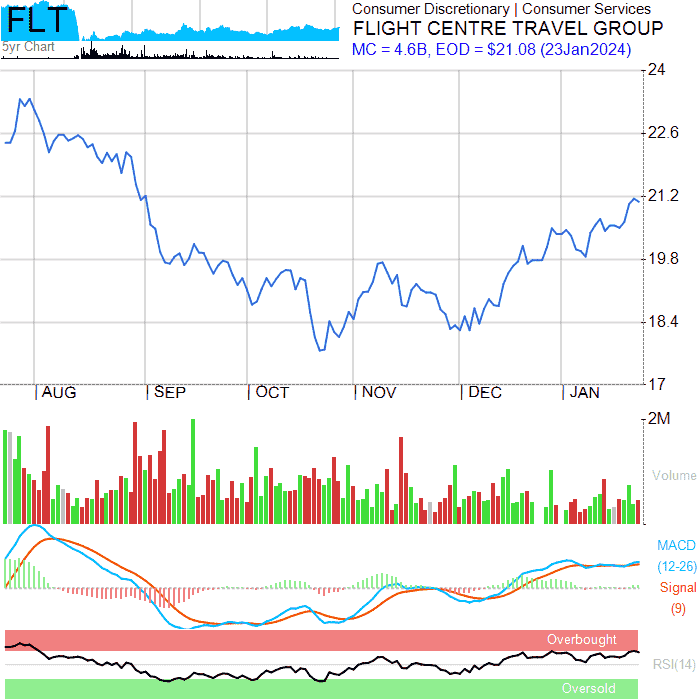 FLT
5yr Chart
Consumer Discretionary | Consumer Services
FLIGHT CENTRE TRAVEL GROUP
MC = 4.6B, EOD = $21.08 (23Jan2024)
24
22.6
21.2
19.8
18.4
17
|AUG |SEP |OCT |NOV |DEC |JAN
2M
Volume
MACD
(12-26)
Signal
(9)
Overbought
RSI(14)
Oversold